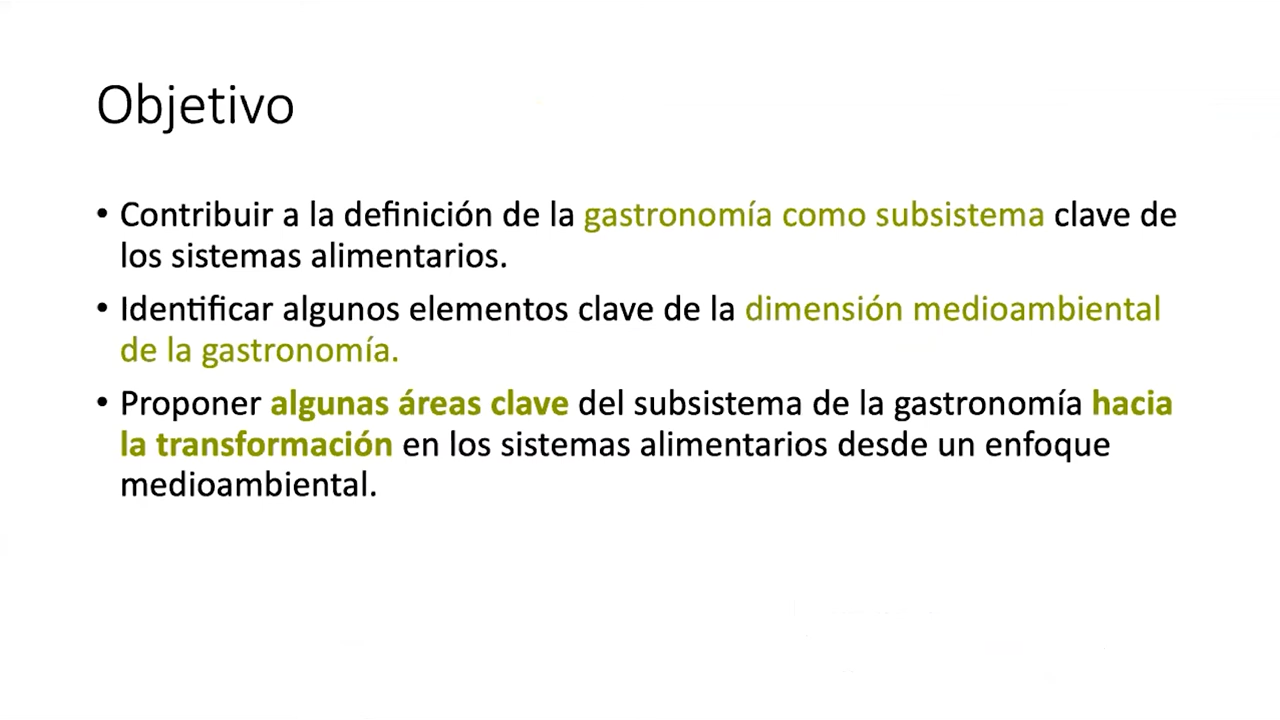 Objetivo
• Contribuir a la definición de la gastronomía como subsistema clave de
los sistemas alimentarios.
• Identificar algunos elementos clave de la dimensión medioambiental
de la gastronomía.
• Proponer algunas áreas clave del subsistema de la gastronomía hacia
la transformación en los sistemas alimentarios desde un enfoque
medioambiental.